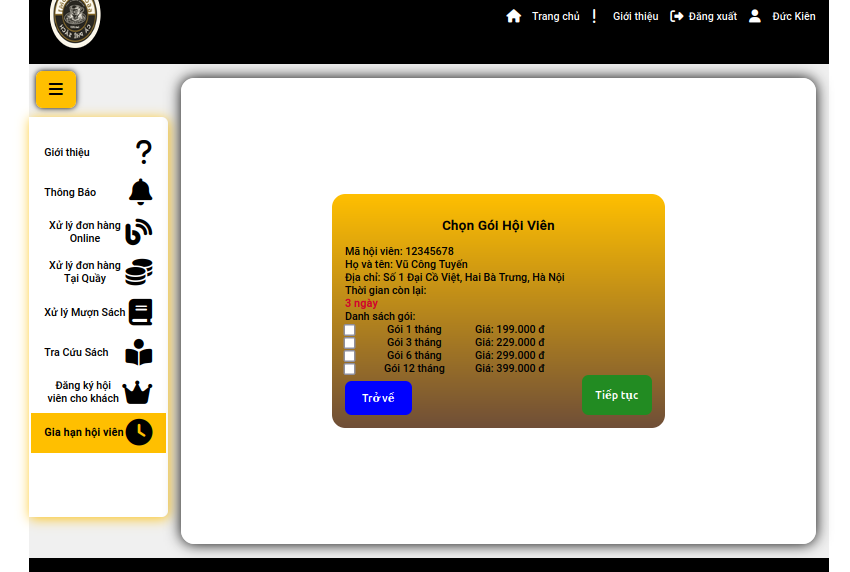 Trang chủ
Giới thiệu
Đăng xuất
Đức Kiên
Giới thiệu
Thông Báo
Xử lý đơn hàng
Online
Xử lý đơn hàng
Tại Quầy
Xử lý Mượn Sách
Tra Cứu Sách
Đăng ký hội
viên cho khách
Gia hạn hội viên
Chọn Gói Hội Viên
Mã hội viên: 12345678
Họ và tên: Vũ Công Tuyến
Địa chỉ: Số 1 Đại Cồ Việt, Hai Bà Trưng, Hà Nội
Thời gian còn lại:
3 ngày
Danh sách gói:
Gói 1 tháng Giá: 199.000 đ
Gói 3 tháng Giá: 229.000 đ
Gói 6 tháng Giá: 299.000 đ
Gói 12 tháng Giá: 399.000 đ
Trở về
Tiếp tục